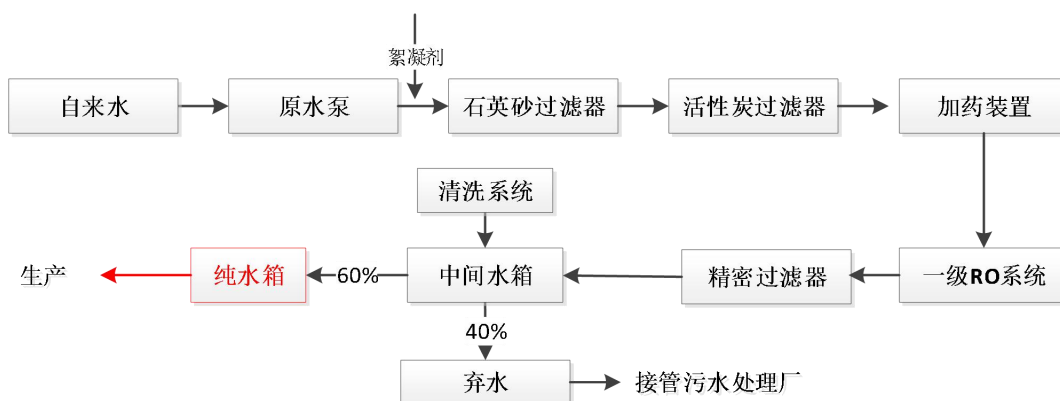 絮凝剂
自来水
原水泵
石英砂过滤器
活性炭过滤器
加药装置
清洗系统
生产
纯水箱
60%
中间水箱
精密过滤器
一级RO系统
40%
弃水
接管污水处理厂